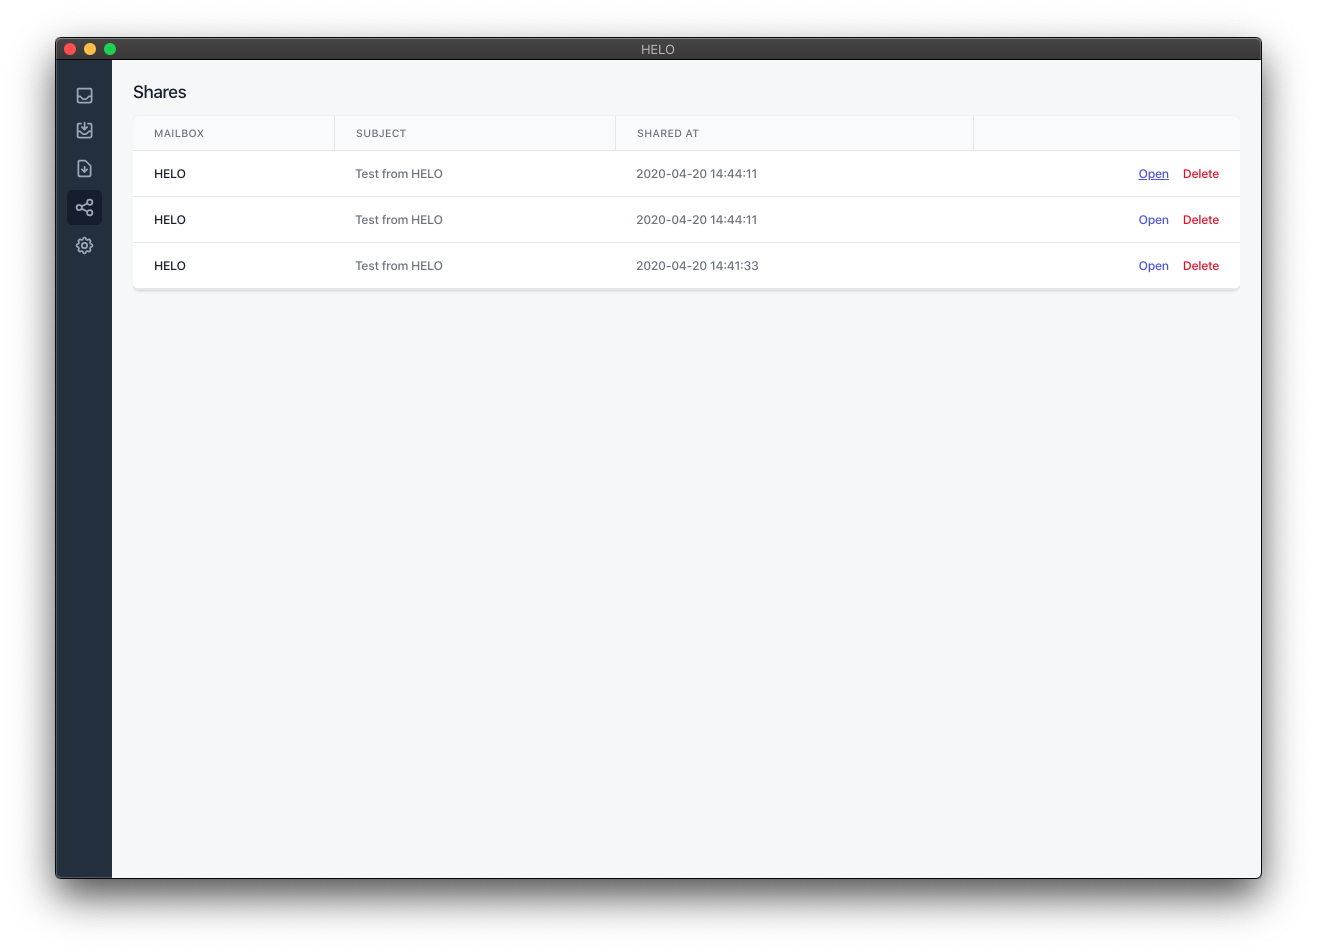 HELO
Shares
MAILBOX SUBJECT SHARED AT
HELO Test from HELO 2020-04-20 14:44:11 Open Delete
HELO Test from HELO 2020-04-20 14:44:11 Open Delete
HELO Test from HELO 2020-04-20 14:41:33 Open Delete